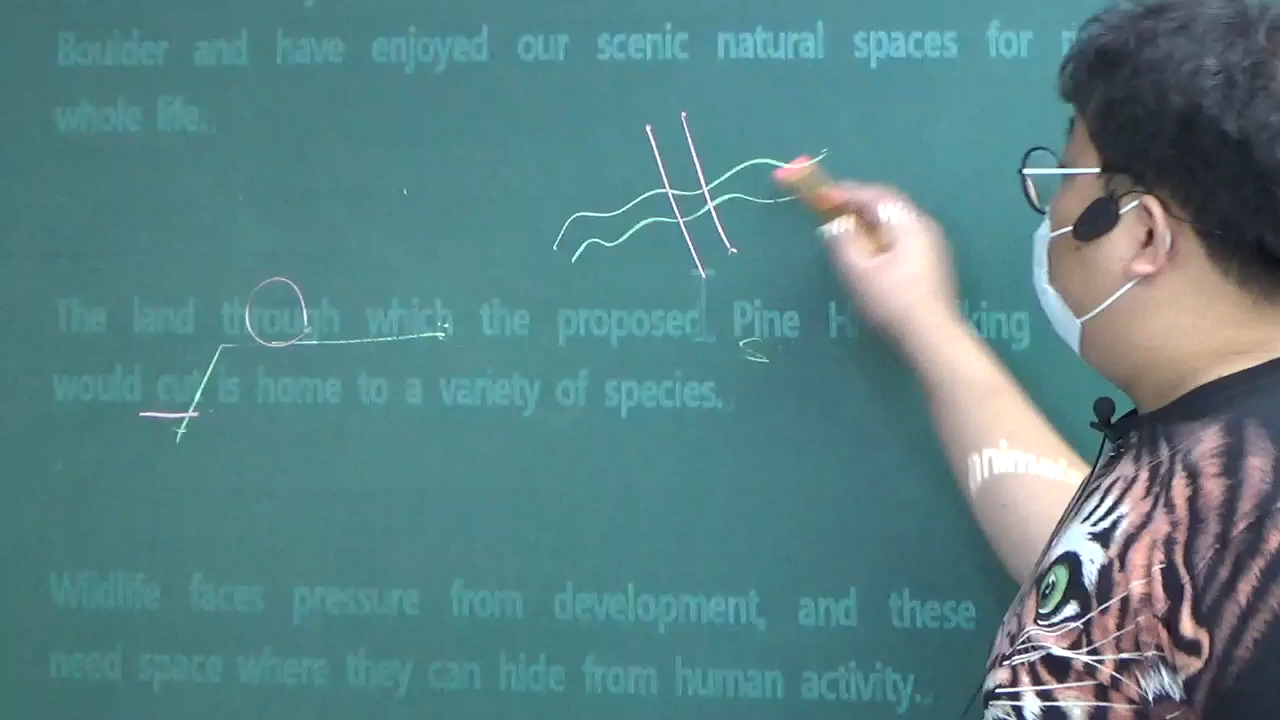 Boulder and have enjoyed our scenic natural spaces for
whole life.
The land through which the proposed Pine
would cut is home to a variety of species.
S
Wildlife faces pressure from development, and these
need space where they can hide from human activity.